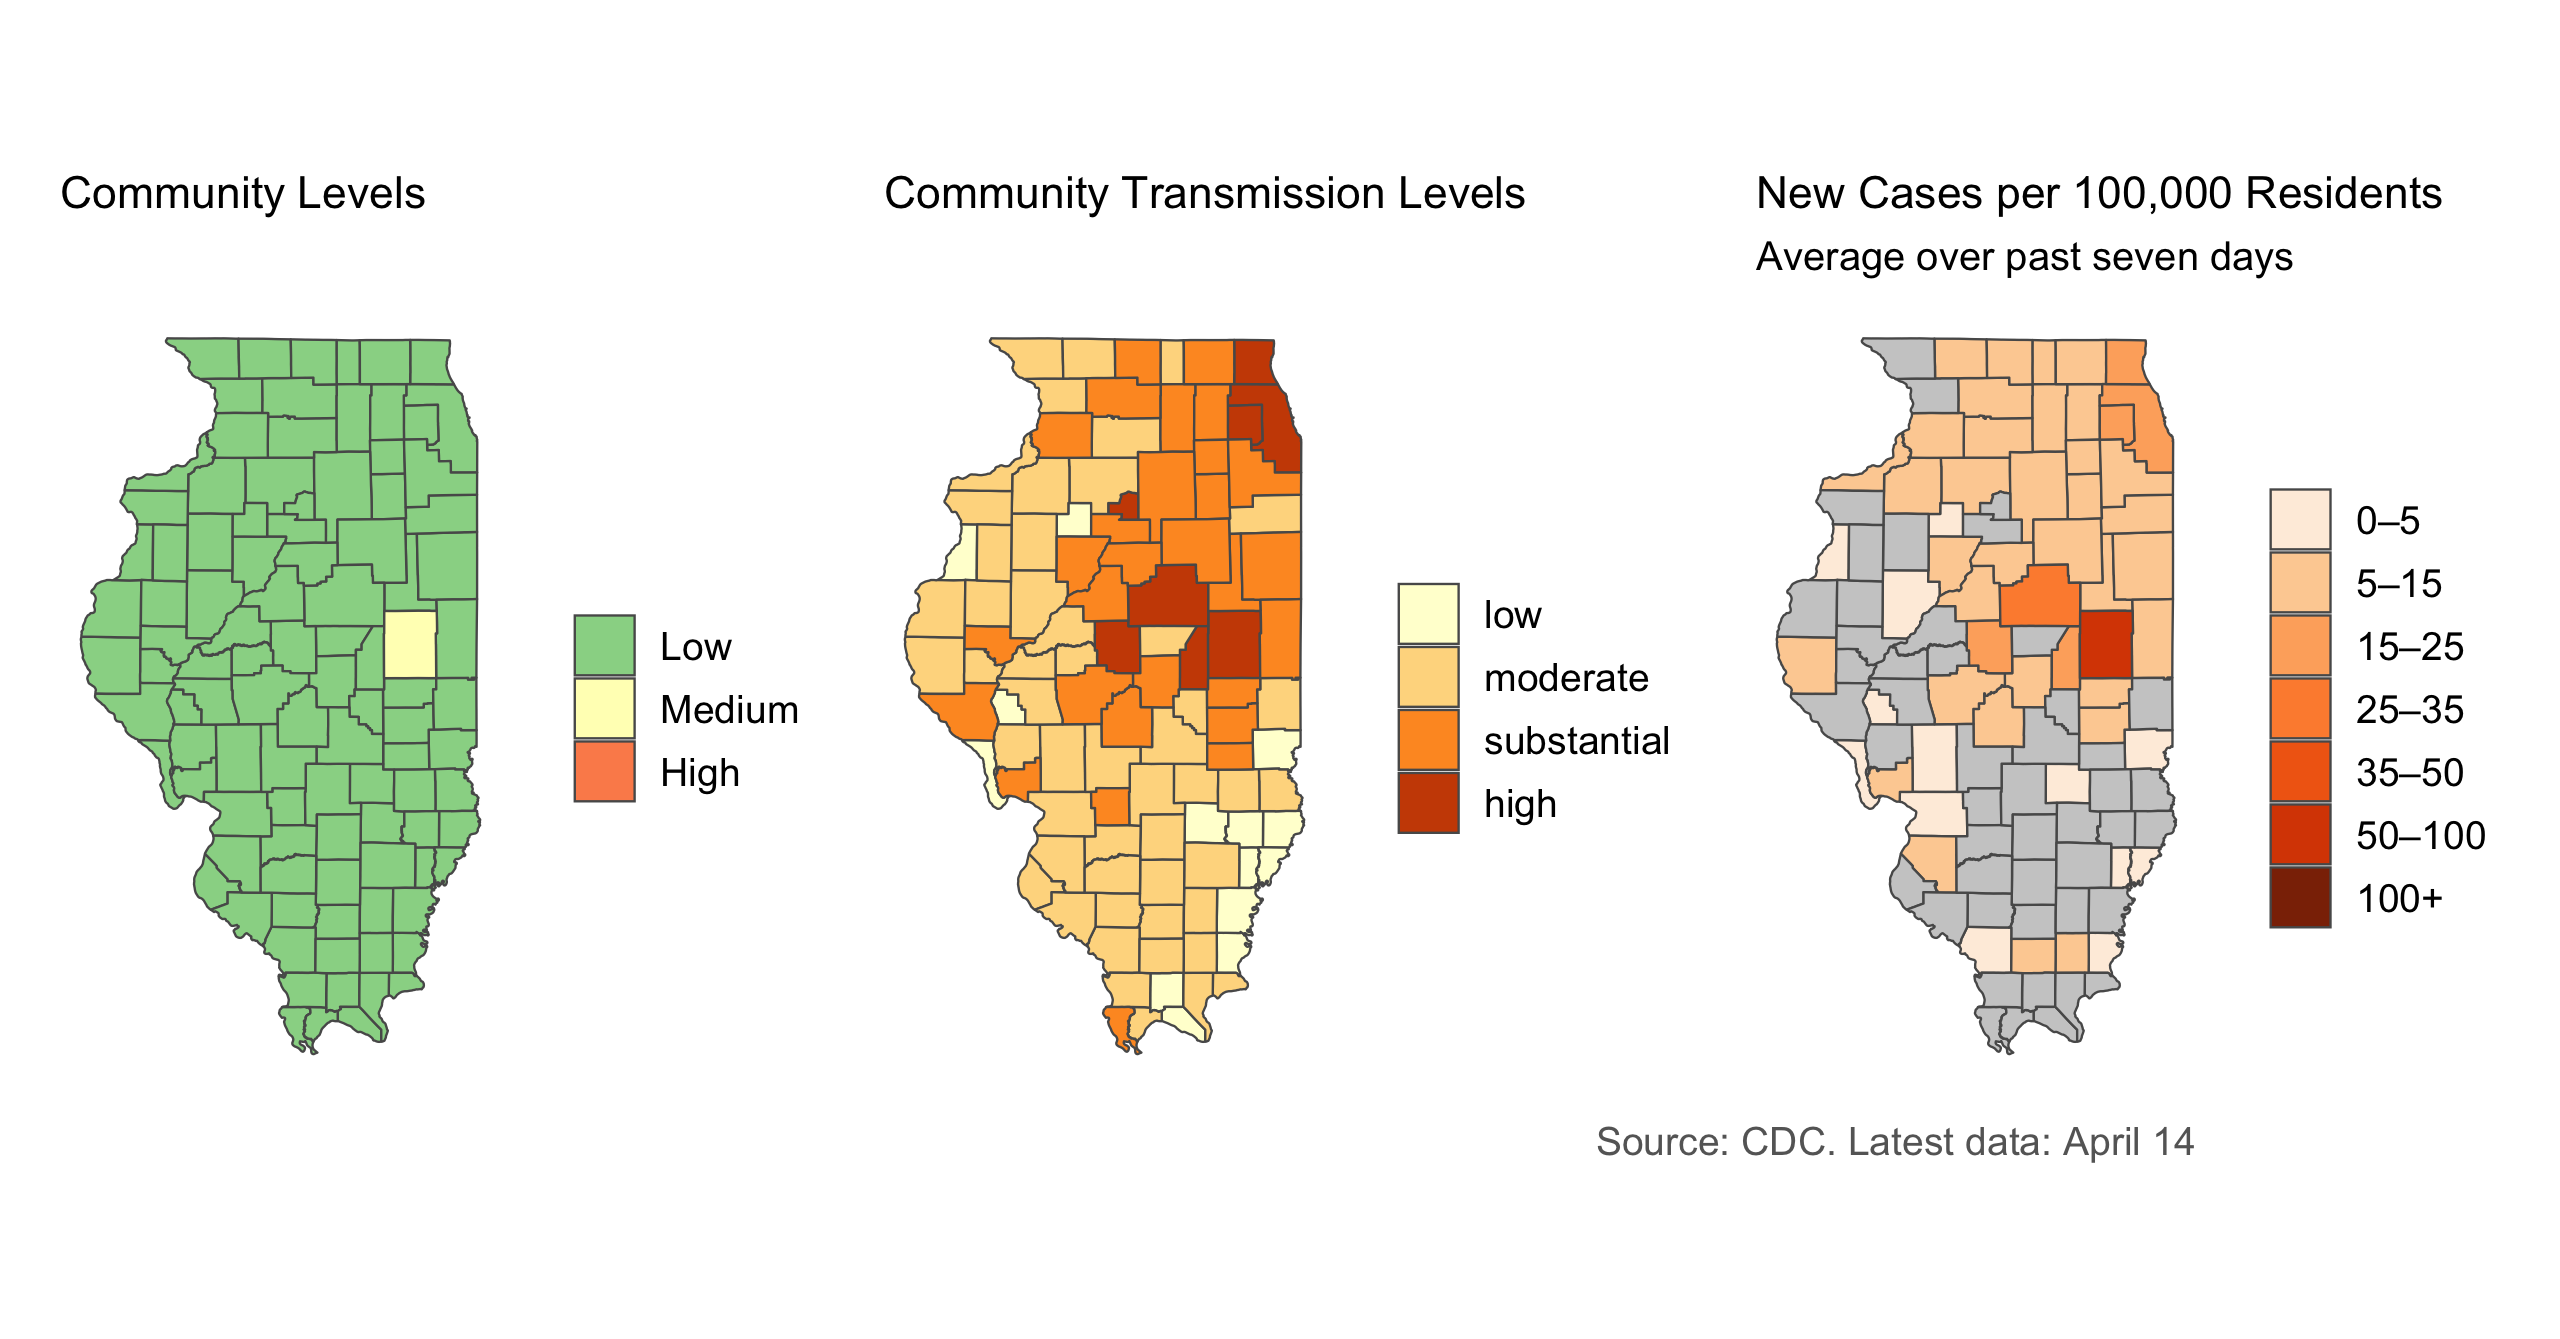 Community Levels
Low
Medium
High
Community Transmission Levels
low
moderate
substantial
high
New Cases per 100,000 Residents
Average over past seven days
0–5
5–15
15–25
25–35
35–50
50–100
100+
Source: CDC. Latest data: April 14